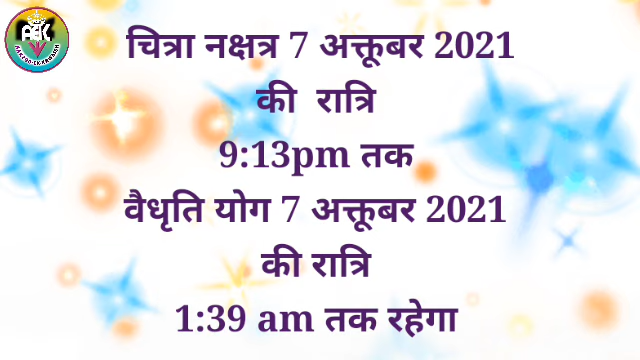 चित्रा नक्षत्र 7 अक्तूबर 2021
की रात्रि
9:13pm तक
वैधृति योग 7 अक्तूबर 2021
की रात्रि
1:39 am तक रहेगा